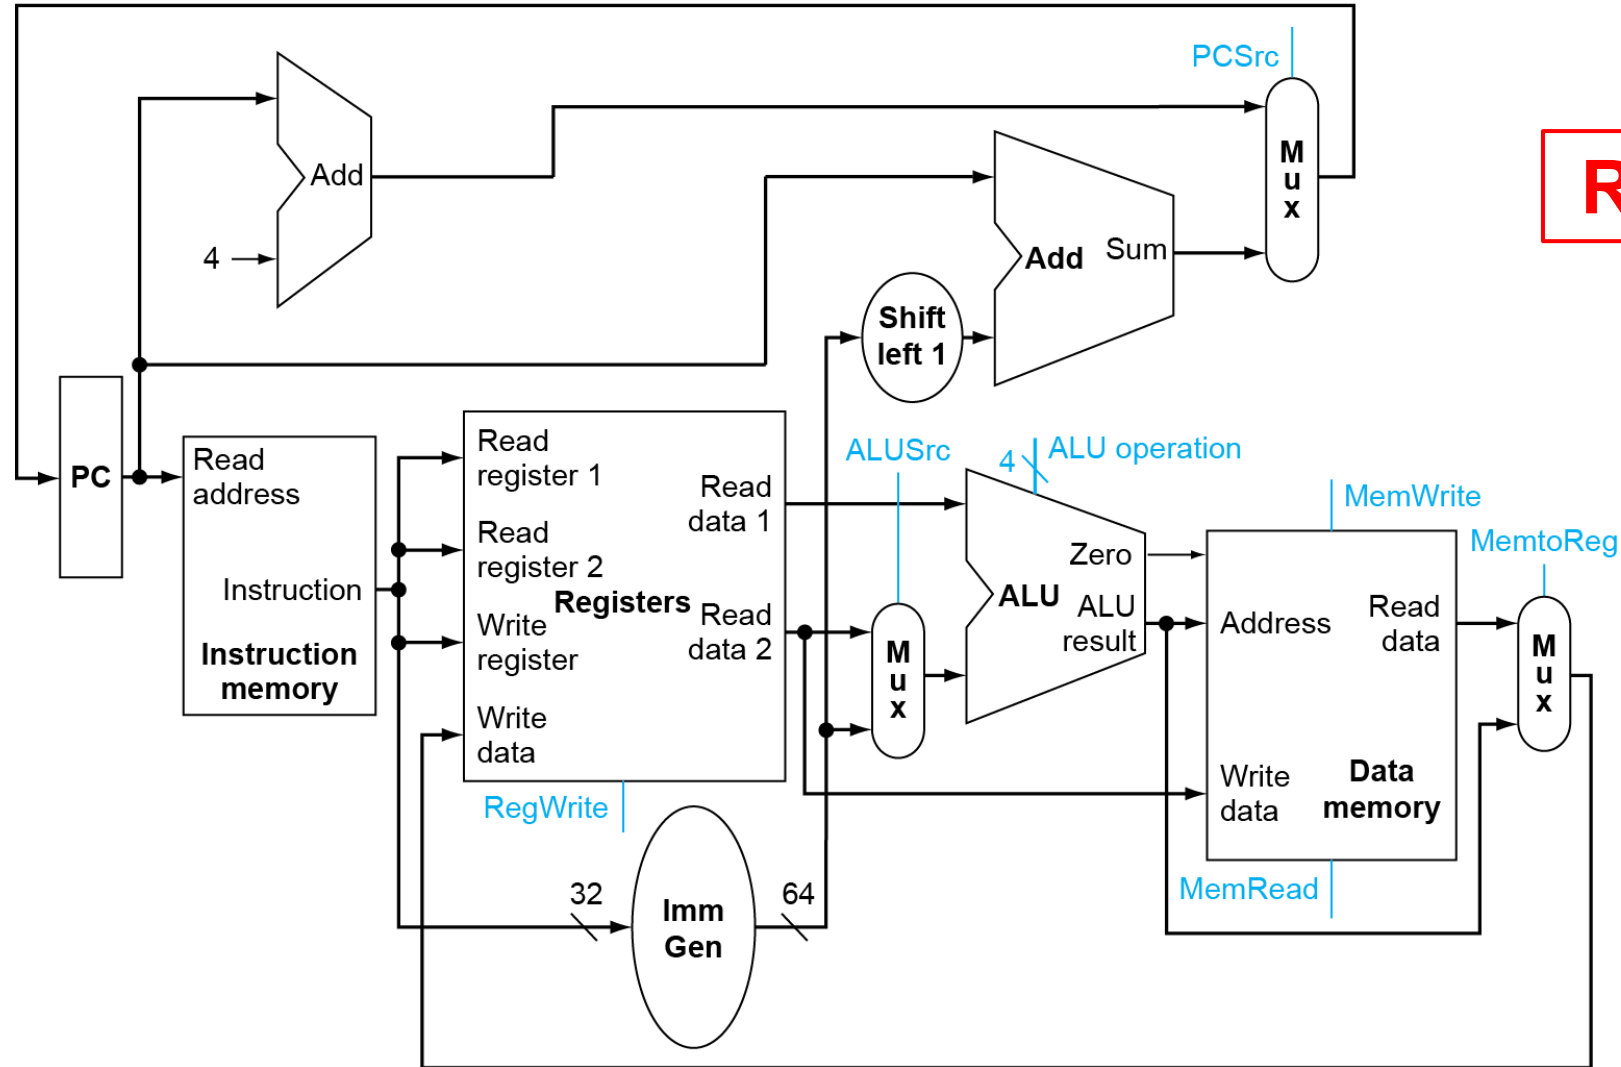 PCSrc
M
u
x
R
Add
4
Add Sum
Shift
left 1
PC
Read
address
Instruction
Instruction
memory
Read
register 1
Read
register 2
Write
register
Write
data
Registers
Read
data 1
Read
data 2
RegWrite
ALUSrc
M
u
x
4
ALU operation
Zero
ALU
ALU
result
MemWrite
Address
Read
data
Write
data
Data
memory
MemRead
MemtoReg
M
u
x
32
Imm
Gen
64